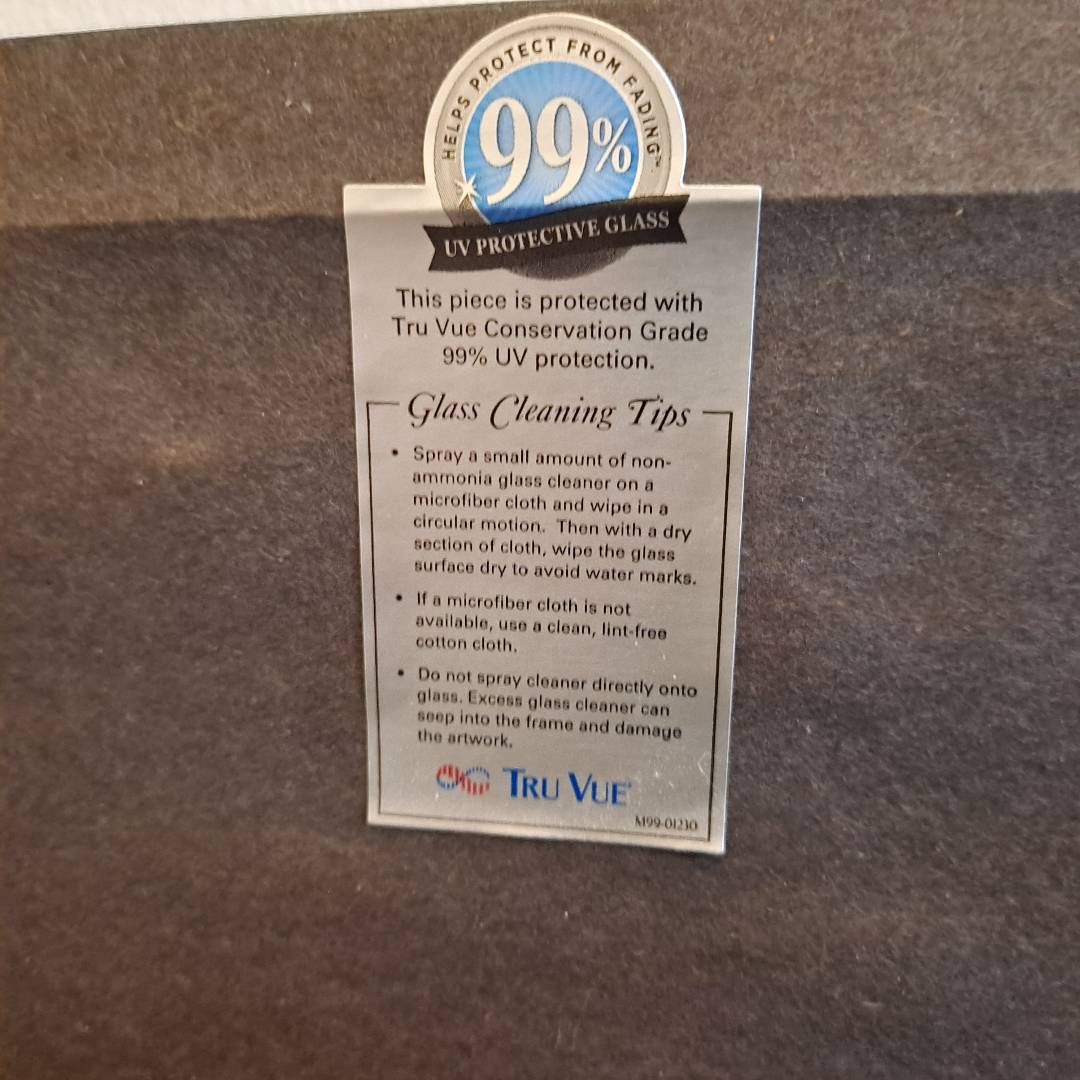 HELPS PROTECT FROM FADING™
99%
UV PROTECTIVE GLASS
This piece is protected with
Tru Vue Conservation Grade
99% UV protection.
Glass Cleaning Tips
• Spray a small amount of non-
ammonia glass cleaner on a
microfiber cloth and wipe in a
circular motion. Then with a dry
section of cloth, wipe the glass
surface dry to avoid water marks.
• If a microfiber cloth is not
available, use a clean, lint-free
cotton cloth.
• Do not spray cleaner directly onto
glass. Excess glass cleaner can
seep into the frame and damage
the artwork.
TRU VUE®
M99-01210